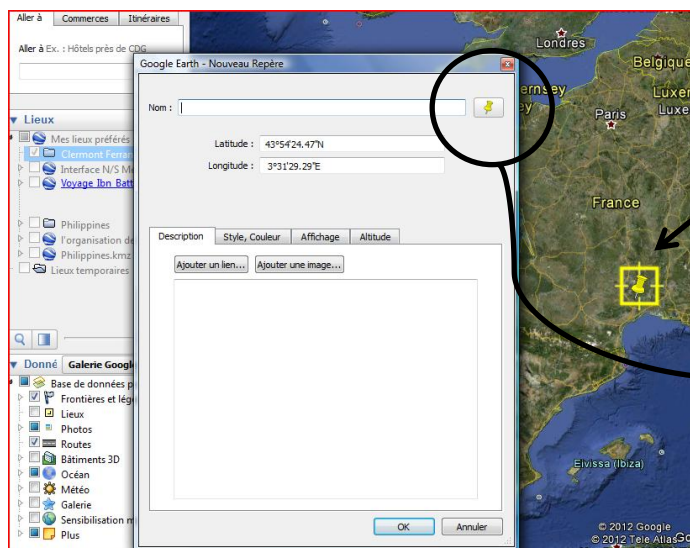 Aller à Commerces Itinéraires
Aller à Ex. : Hôtels près de CDG
Lieux
Mes lieux préférés
Clermont Ferran
Interface N/S
Voyage Ibn Batt
Philippines
l'organisation de
Philippines.kmz
Lieux temporaires
Donné Galerie Google
Base de données p
Frontières et lége
Lieux
Photos
Routes
Bâtiments 3D
Océan
Météo
Galerie
Sensibilisation m
Plus
Google Earth - Nouveau Repère
Nom :
Latitude : 43°54'24.47"N
Longitude : 3°31'29.29"E
Description Style, Couleur Affichage Altitude
Ajouter un lien... Ajouter une image...
OK Annuler
Londres
Belgique
ernsey
ey
Luxer
Paris Luxe
France
Eivissa (Ibiza)
© 2012 Google
© 2012 Tele Atlas